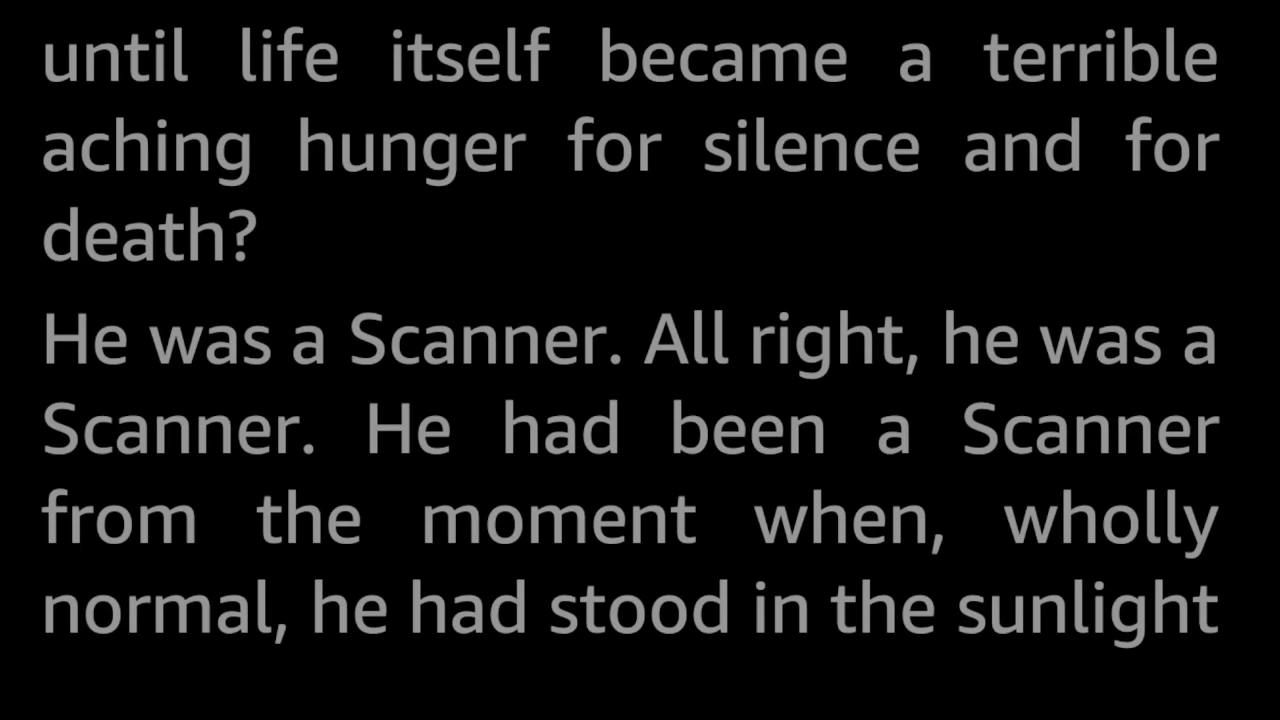 until life itself became a terrible
aching hunger for silence and for
death?
He was a Scanner. All right, he was a
Scanner. He had been a Scanner
from the moment when, wholly
normal, he had stood in the sunlight